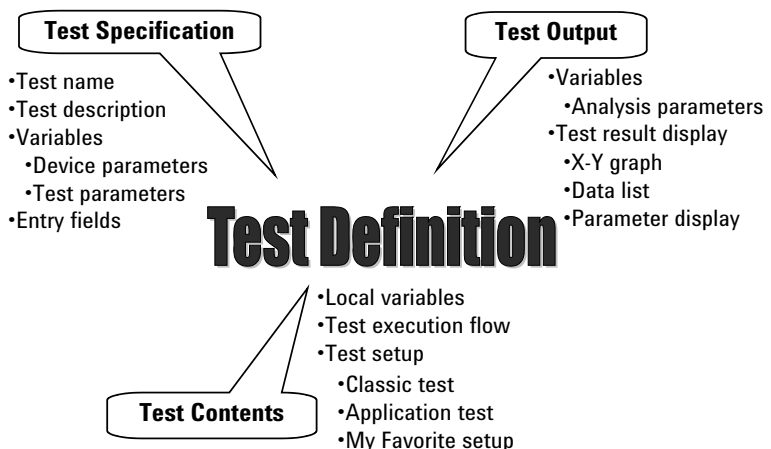 Test Specification
•Test name
•Test description
•Variables
•Device parameters
•Test parameters
•Entry fields
Test Output
•Variables
•Analysis parameters
•Test result display
•X-Y graph
•Data list
•Parameter display
Test Definition
•Local variables
•Test execution flow
•Test setup
•Classic test
•Application test
•My Favorite setup
Test Contents